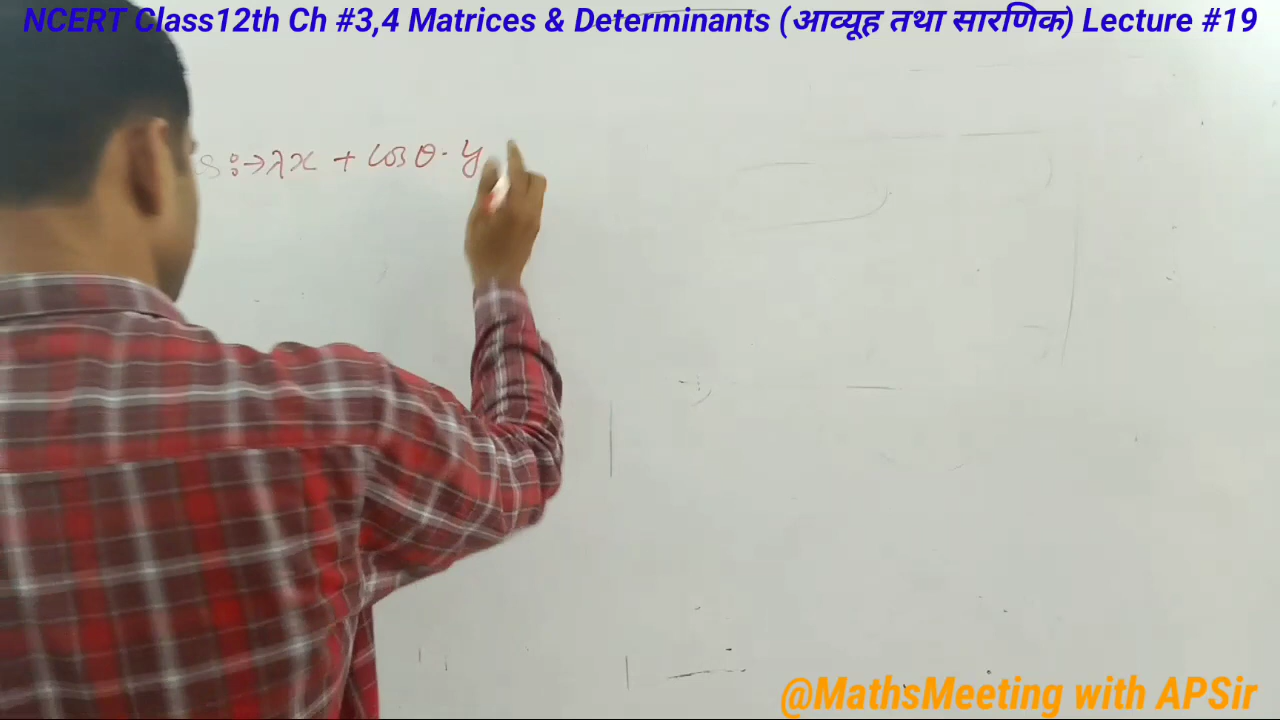 NCERT Class12th Ch #3,4 Matrices & Determinants (आव्यूह तथा सारणिक) Lecture #19
s:→λx + cosθ·y
@MathsMeeting with APSir